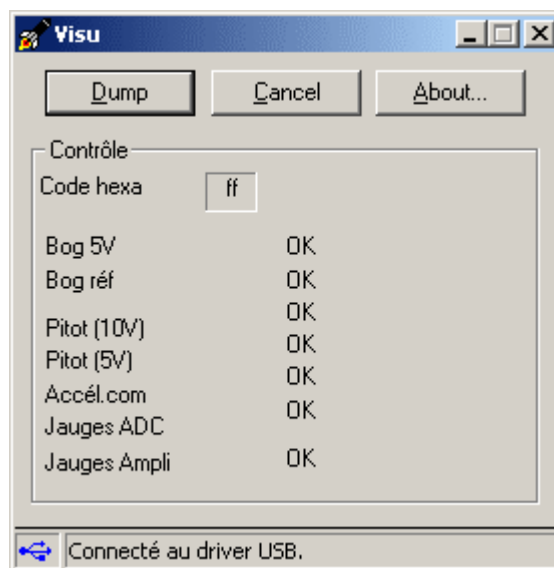 Visu
Dump Cancel About...
Contrôle
Code hexa ff
Bog 5V OK
Bog réf OK
Pitot (10V) OK
Pitot (5V) OK
Accél.com OK
Jauges ADC OK
Jauges Ampli OK
Connecté au driver USB.